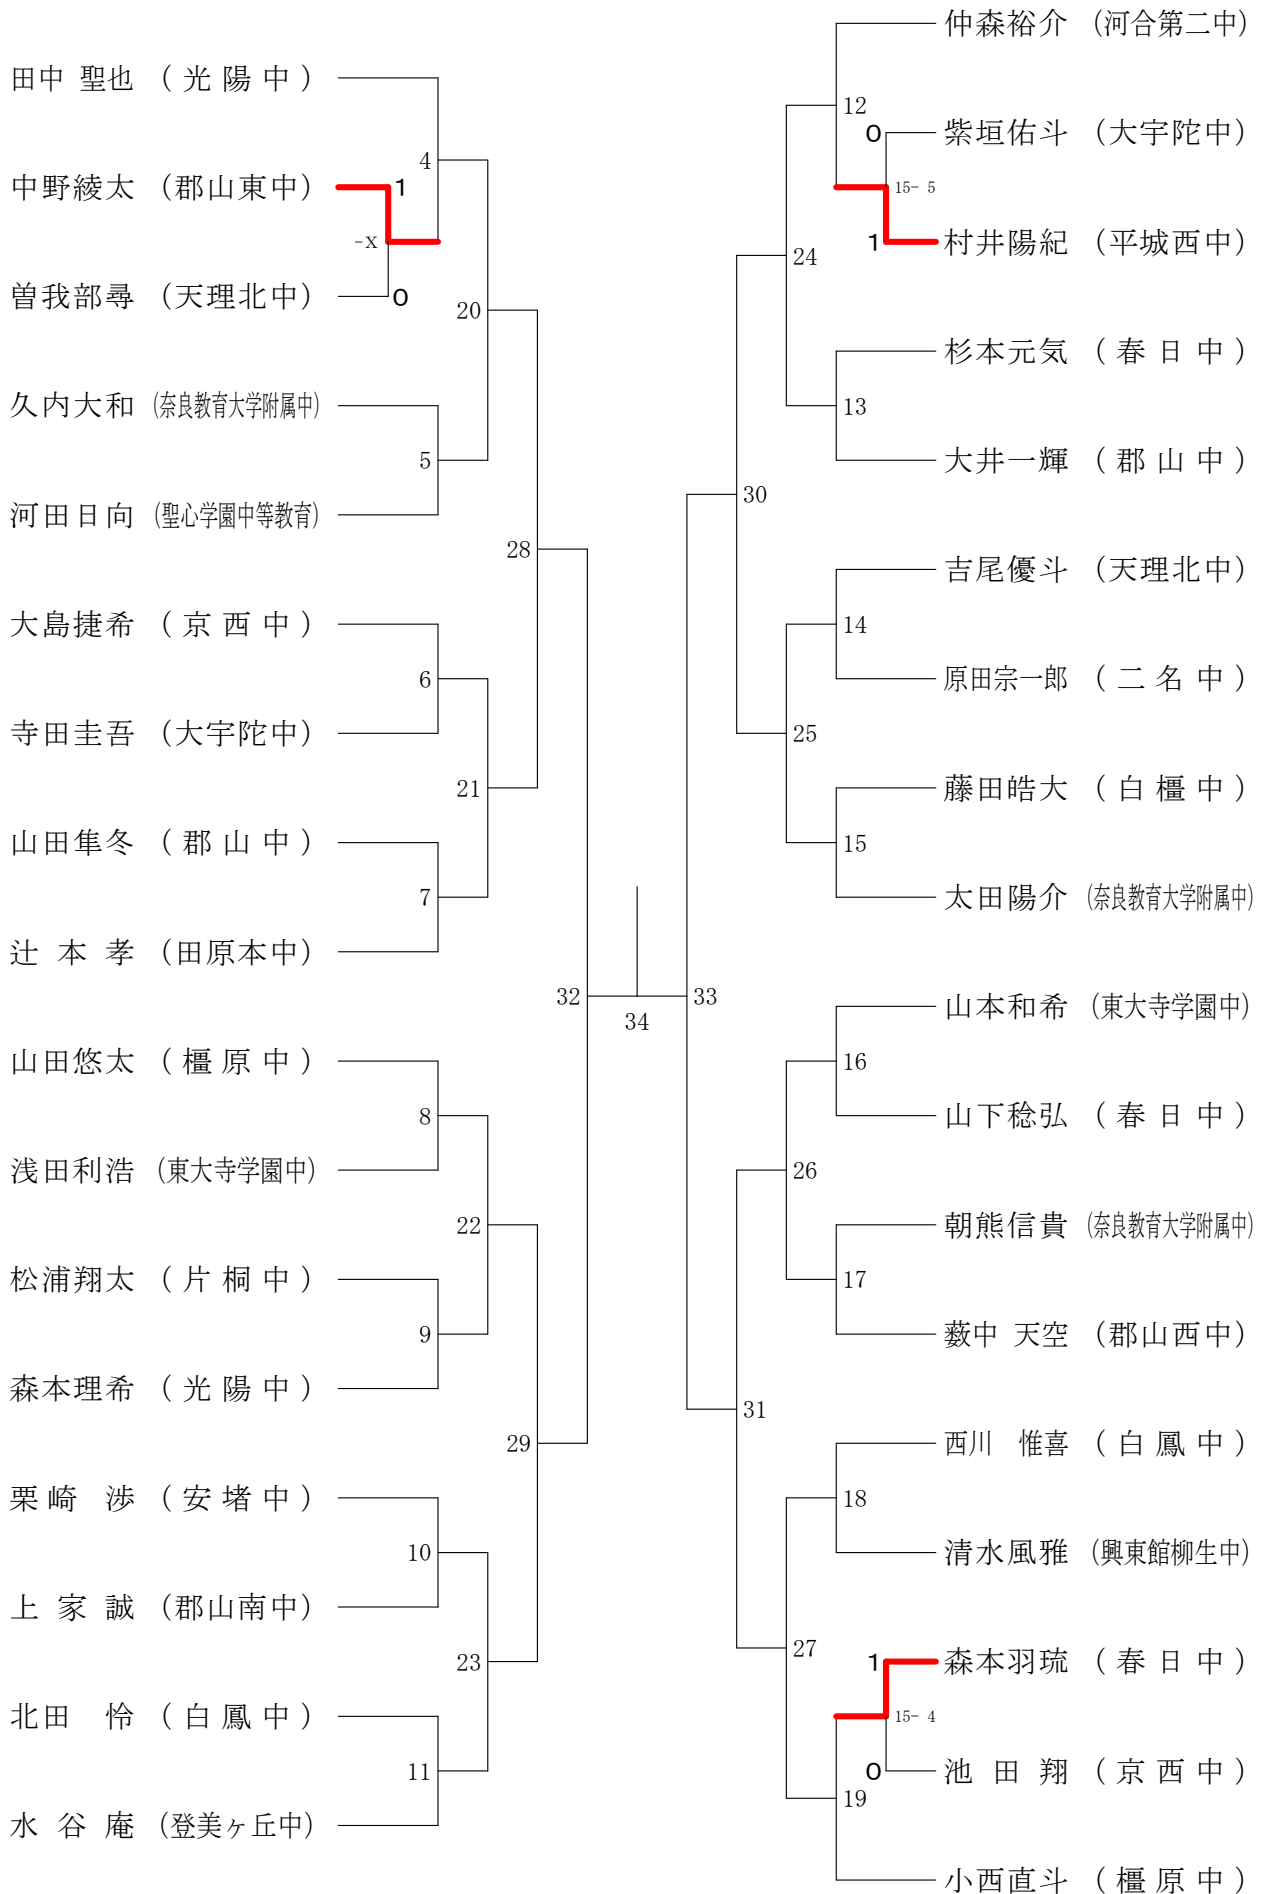 田中 聖也 （光陽中）
4
中野綾太 （郡山東中） 1
-X
曽我部尋 （天理北中） 0
20
久内大和 (奈良教育大学附属中)
5
河田日向 (聖心学園中等教育)
28
大島捷希 （京西中）
6
寺田圭吾 （大宇陀中）
21
山田隼冬 （郡山中）
7
辻本孝 （田原本中）
32
34
山田悠太 （橿原中）
8
浅田利浩 (東大寺学園中)
22
松浦翔太 （片桐中）
9
森本理希 （光陽中）
29
栗崎 渉 （安堵中）
10
上家誠 （郡山南中）
23
北田 怜 （白鳳中）
11
水谷庵 (登美ヶ丘中)
仲森裕介 （河合第二中）
12
0 紫垣佑斗 （大宇陀中）
15- 5
1 村井陽紀 （平城西中）
24
杉本元気 （春日中）
13
大井一輝 （郡山中）
30
吉尾優斗 （天理北中）
14
原田宗一郎 （二名中）
25
藤田皓大 （白橿中）
15
太田陽介 (奈良教育大学附属中)
33
山本和希 (東大寺学園中)
16
山下稔弘 （春日中）
26
朝熊信貴 (奈良教育大学附属中)
17
薮中 天空 （郡山西中）
31
西川 惟喜 （白鳳中）
18
清水風雅 (興東館柳生中)
27
1 森本羽琉 （春日中）
15- 4
0 池田翔 （京西中）
19
小西直斗 （橿原中）